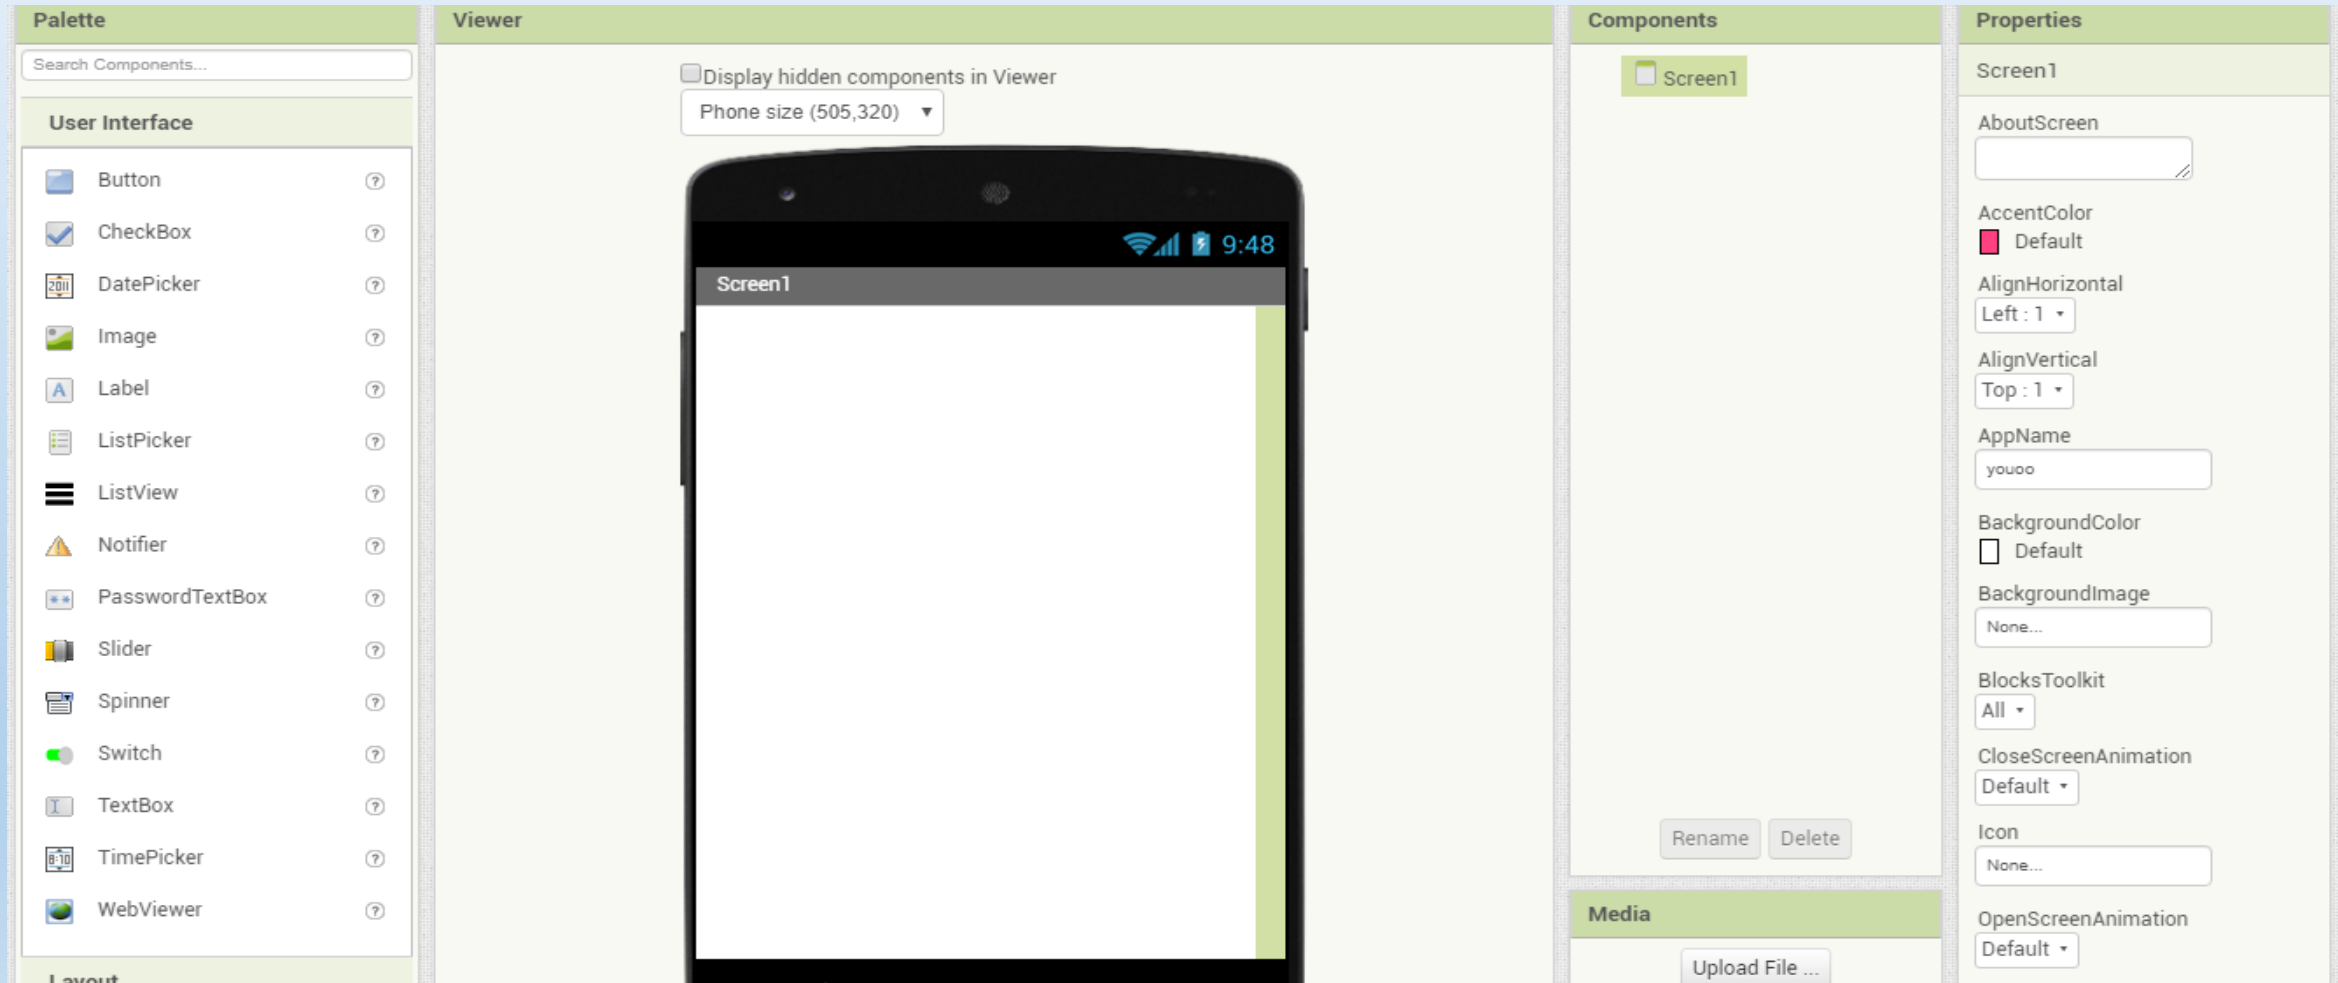 Palette
Search Components...
User Interface
Button
CheckBox
DatePicker
Image
Label
ListPicker
ListView
Notifier
PasswordTextBox
Slider
Spinner
Switch
TextBox
TimePicker
WebViewer
Layout
Viewer
Display hidden components in Viewer
Phone size (505,320)
9:48
Screen1
Components
Screen1
Rename Delete
Media
Upload File ...
Properties
Screen1
AboutScreen
AccentColor
Default
AlignHorizontal
Left : 1
AlignVertical
Top : 1
AppName
youoo
BackgroundColor
Default
BackgroundImage
None...
BlocksToolkit
All
CloseScreenAnimation
Default
Icon
None...
OpenScreenAnimation
Default